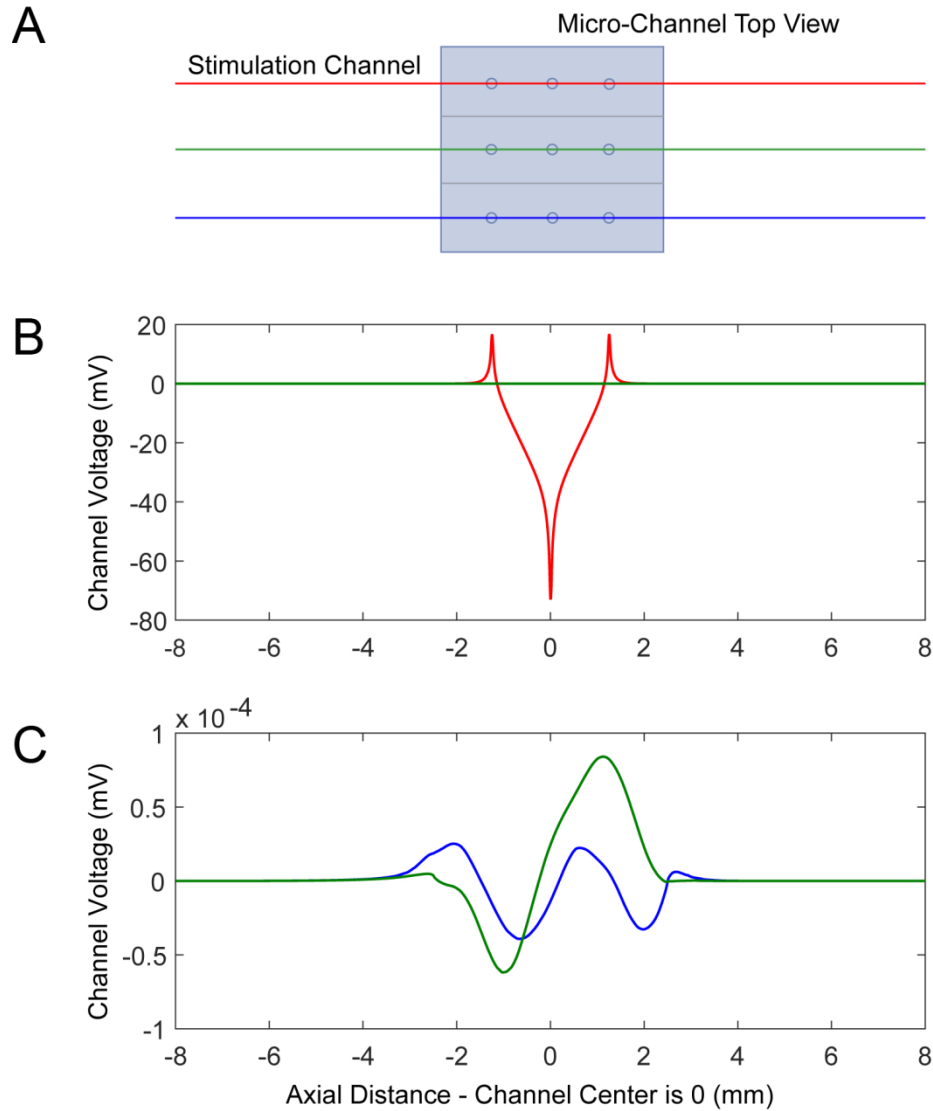 A
Micro-Channel Top View
Stimulation Channel
B
Channel Voltage (mV)
20
0
-20
-40
-60
-80
-8 -6 -4 -2 0 2 4 6 8
C
Channel Voltage (mV)
x 10^-4
1
0.5
0
-0.5
-1
-8 -6 -4 -2 0 2 4 6 8
Axial Distance - Channel Center is 0 (mm)